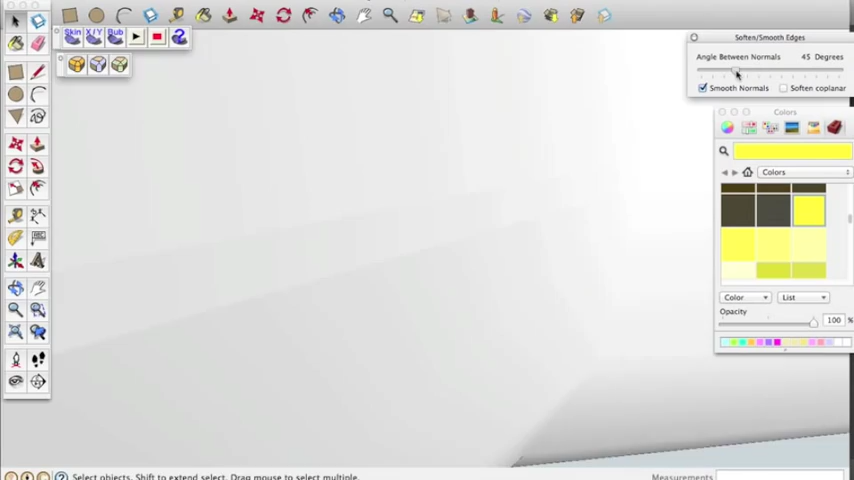 Skin X/Y Bub
Soften/Smooth Edges
Angle Between Normals 45 Degrees
Smooth Normals Soften coplanar
Colors
Colors
Color List
Opacity
100 %
Select objects. Shift to extend select. Drag mouse to select multiple. Measurements